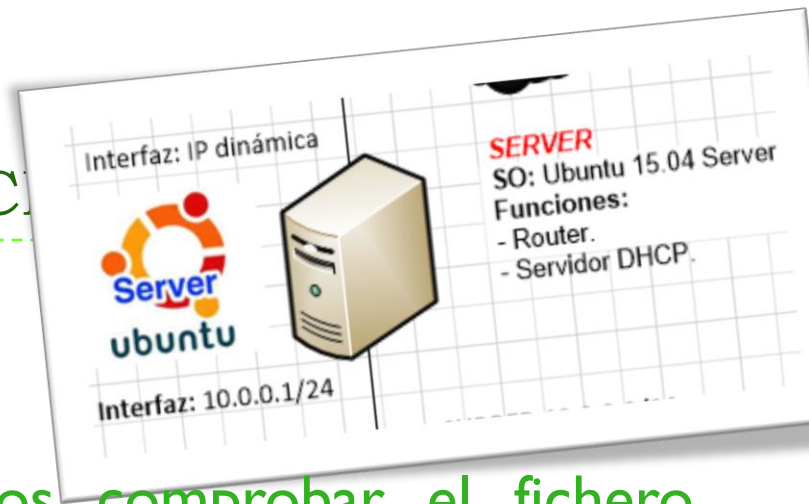 Interfaz: IP dinámica
Server
ubuntu
Interfaz: 10.0.0.1/24
SERVER
SO: Ubuntu 15.04 Server
Funciones:
- Router.
- Servidor DHCP.
comprobar el fichero